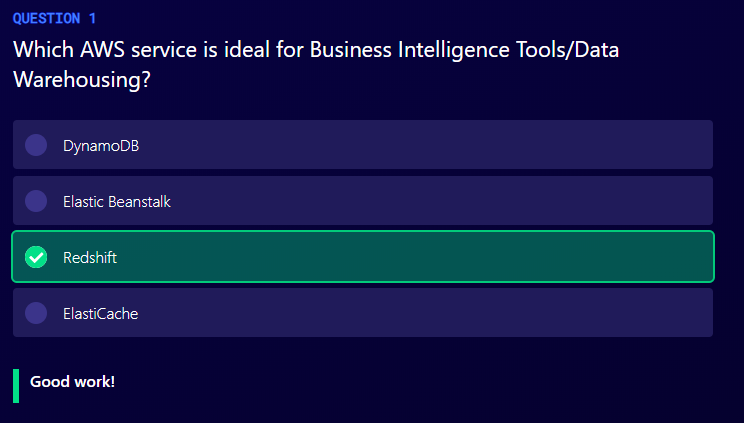 QUESTION 1
Which AWS service is ideal for Business Intelligence Tools/Data
Warehousing?
DynamoDB
Elastic Beanstalk
Redshift
ElastiCache
Good work!